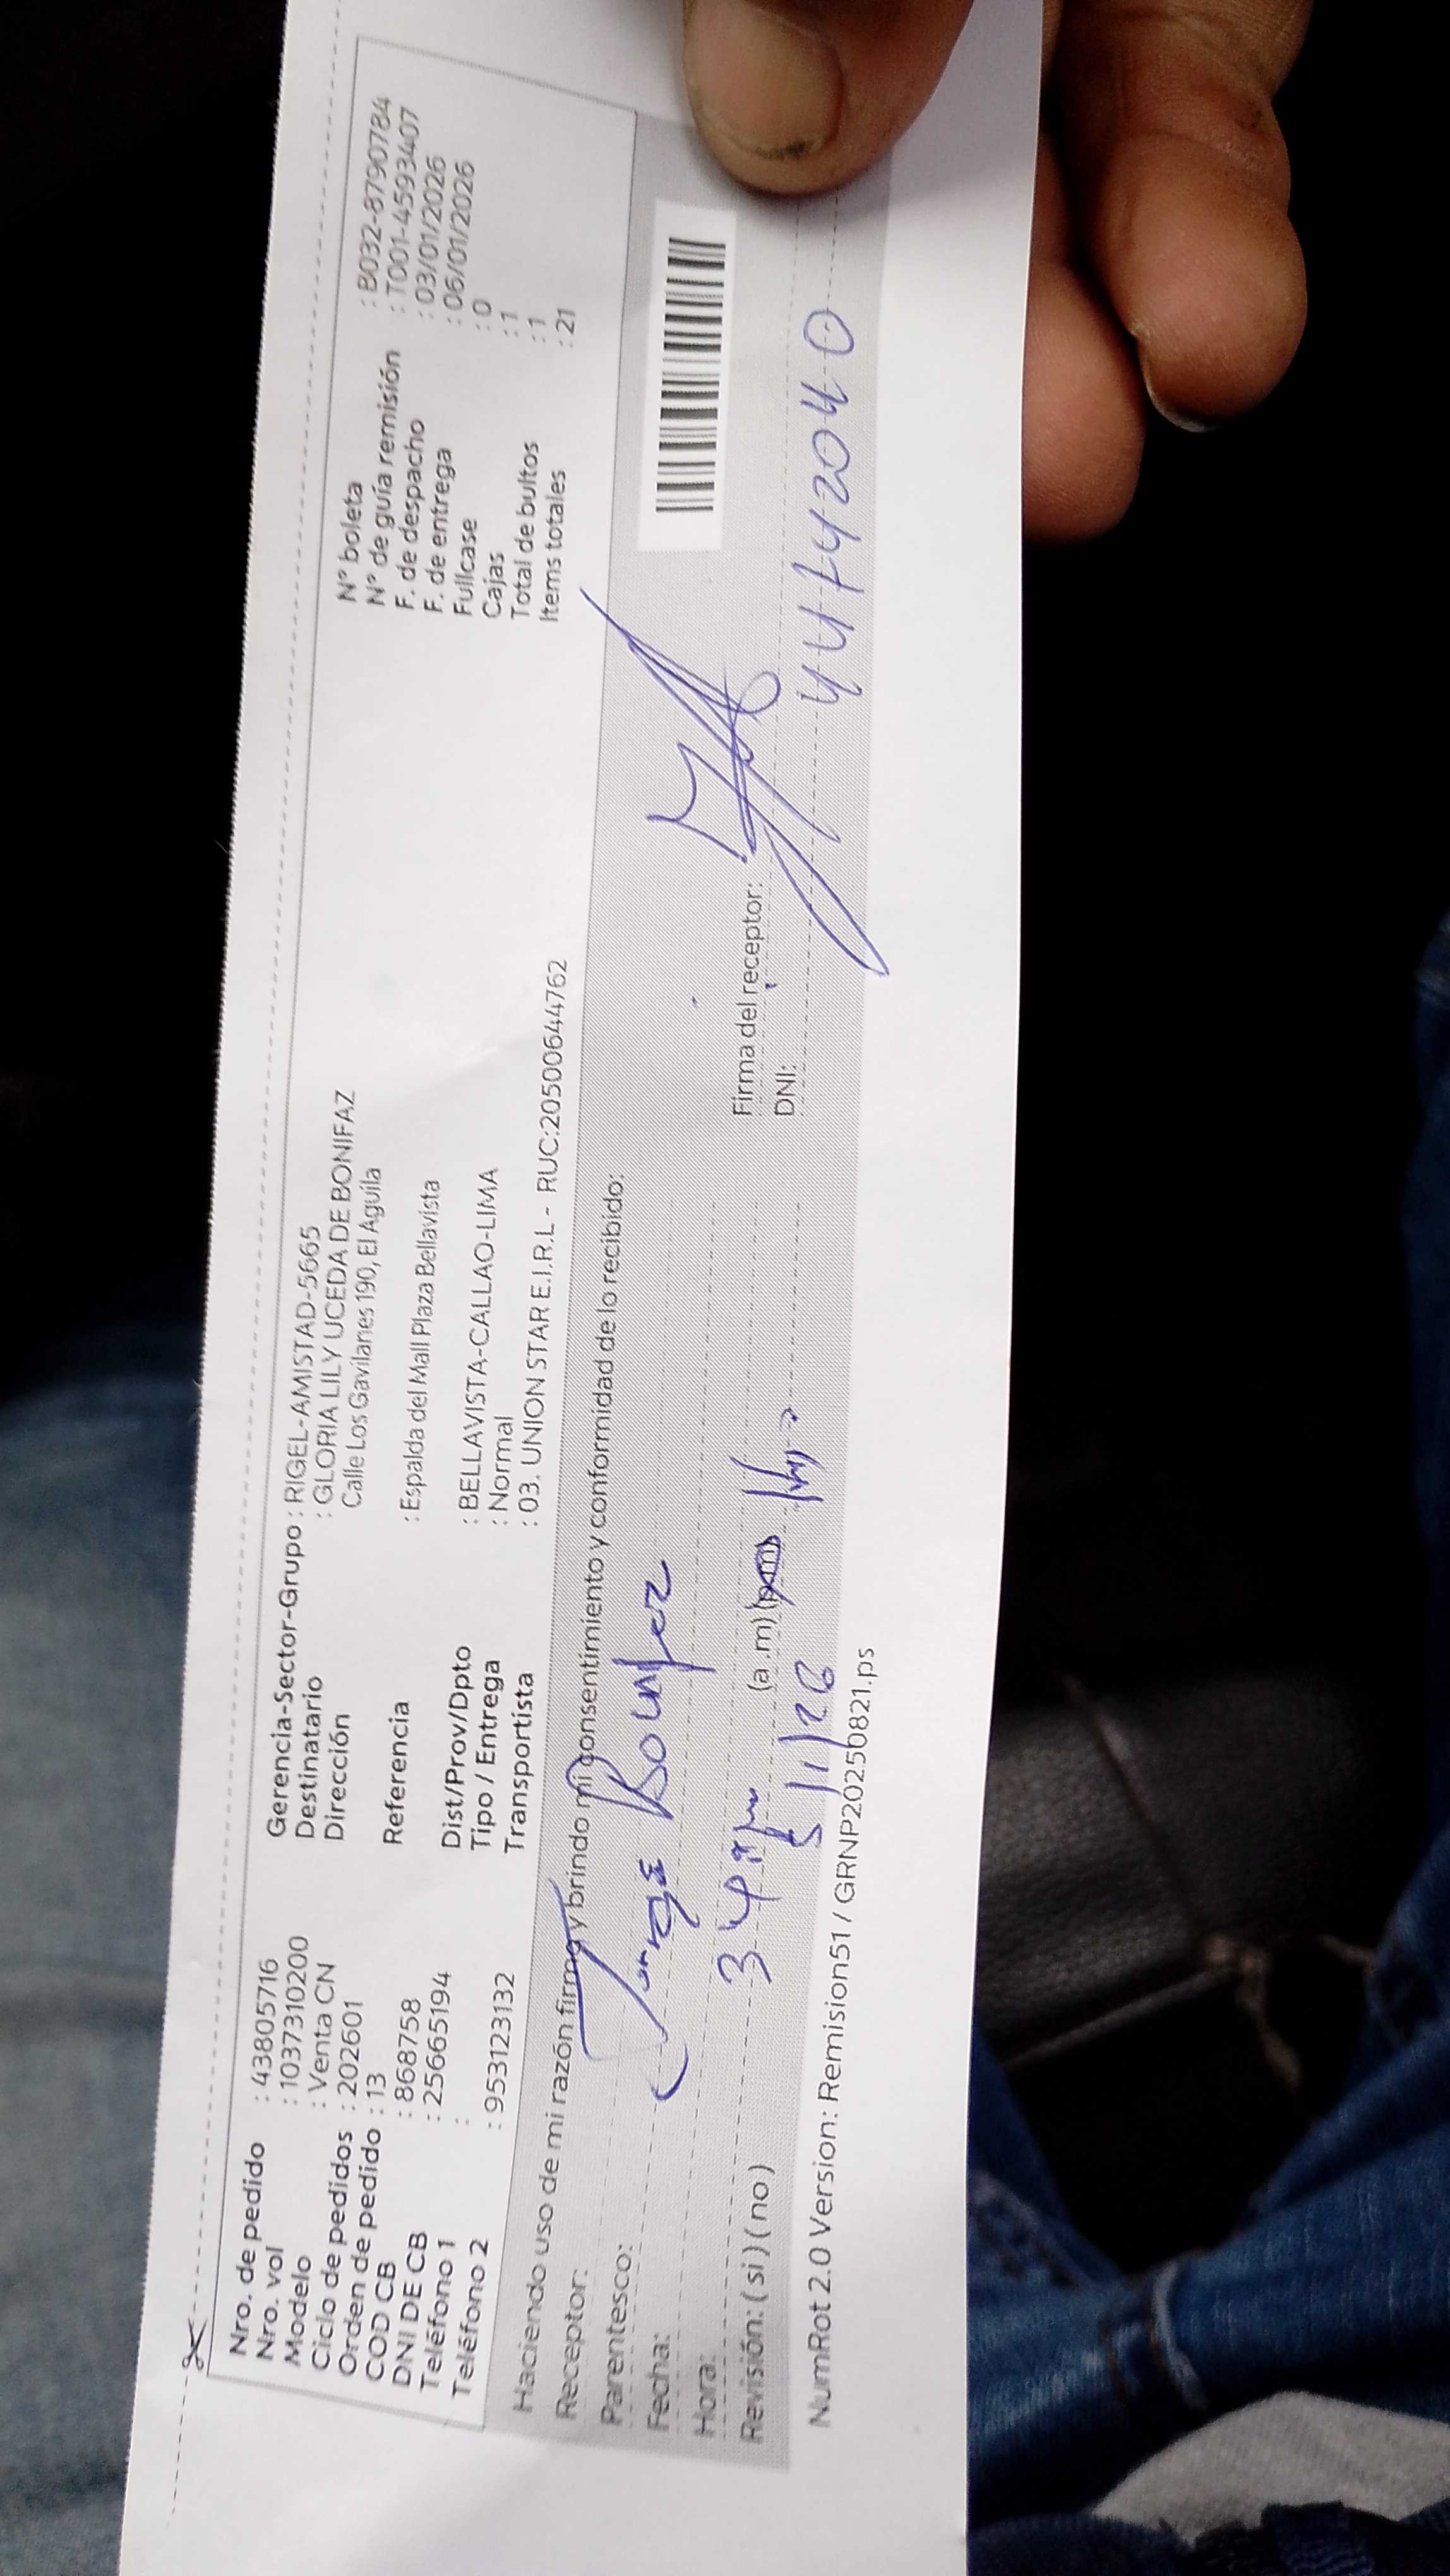 Nro. de pedido : 43805716
Nro. vol : 10373310200
Modelo : Venta CN
Ciclo de pedidos : 202601
Orden de pedido : 13
COD CB : 868758
DNI DE CB : 25665194
Teléfono 1 :
Teléfono 2 : 953123132
Gerencia-Sector-Grupo : RIGEL-AMISTAD-5665
Destinatario : GLORIA LILY UCEDA DE BONIFAZ
Dirección Calle Los Gavilanes 190, El Aguila
Referencia : Espalda del Mall Plaza Bellavista
Dist/Prov/Dpto : BELLAVISTA-CALLAO-LIMA
Tipo / Entrega : Normal
Transportista : 03. UNION STAR E.I.R.L - RUC:20500644762
N° boleta : B032-87907784
N° de guía remisión : T001-4593407
F. de despacho : 03/01/2026
F. de entrega : 06/01/2026
Fullcase : 0
Cajas : 1
Total de bultos : 1
Items totales : 21
Haciendo uso de mi razón firmo y brindo mi consentimiento y conformidad de lo recibido:
Receptor:
Parentesco: Jorge
Fecha:
Hora: (a.m) (p.m)
Revisión: ( si ) ( no ) 5/1/26
Firma del receptor:
DNI: 44742040
NumRot 2.0 Version: Remision51 / GRNP20250821.ps